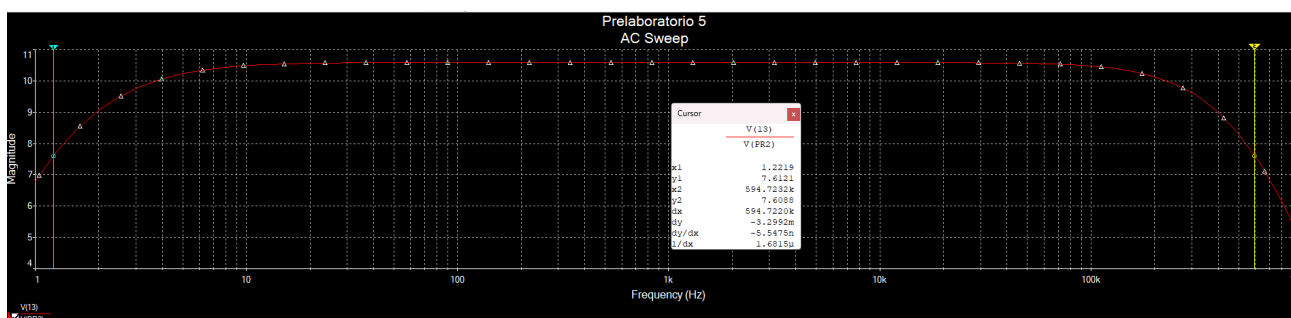 Prelaboratorio 5
AC Sweep
11
10
9
8
7
6
5
4
Magnitude
Cursor
x
V(13)
V(PR2)
x1 1.2219
y1 7.6121
x2 594.7232k
y2 7.6088
dx 594.7220k
dy -3.2992m
dy/dx -5.5475n
1/dx 1.6815µ
1 10 100 1k 10k 100k
Frequency (Hz)
V(13)